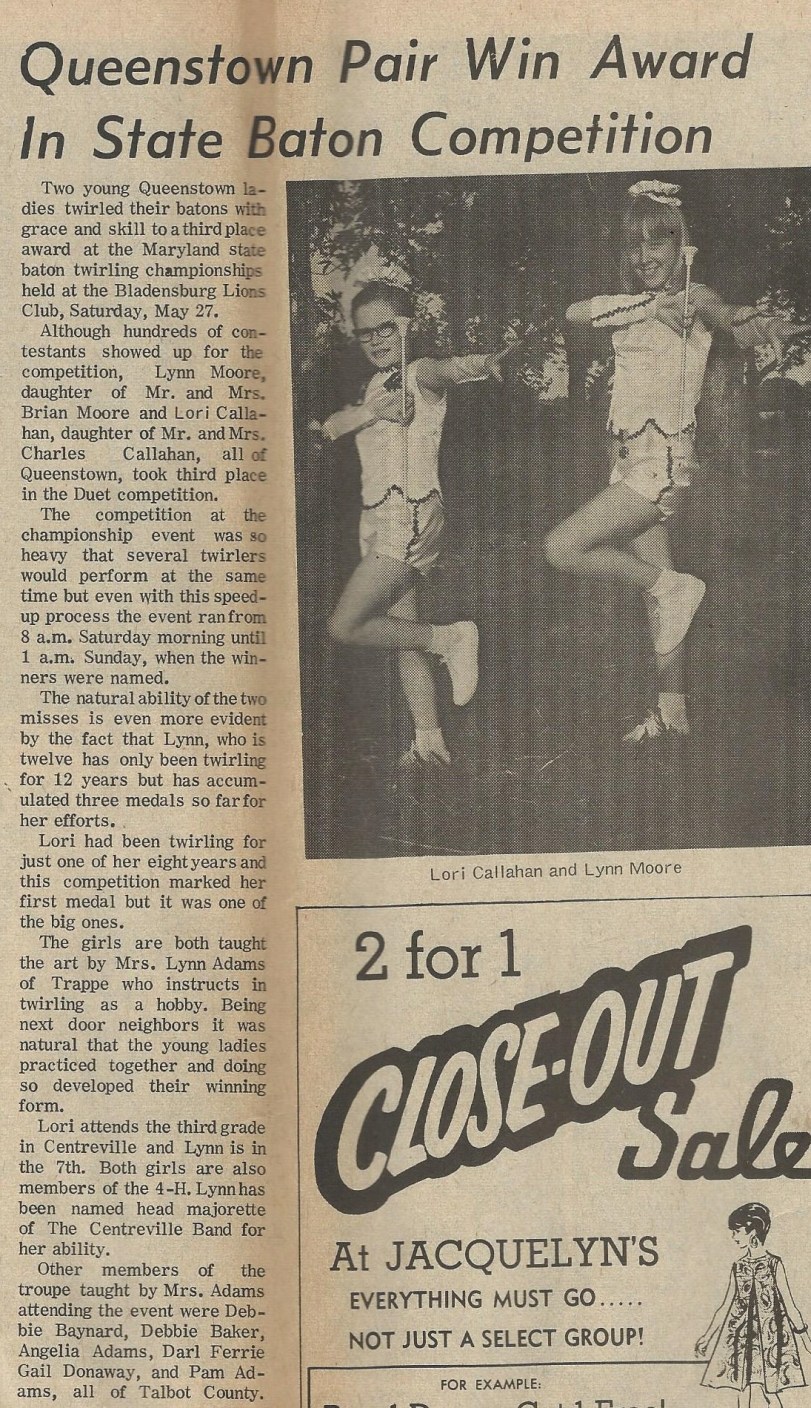 Queenstown Pair Win Award
In State Baton Competition
Two young Queenstown la-
dies twirled their batons with
grace and skill to a third place
award at the Maryland state
baton twirling championships
held at the Bladensburg Lions
Club, Saturday, May 27.
Although hundreds of con-
testants showed up for the
competition, Lynn Moore,
daughter of Mr. and Mrs.
Brian Moore and Lori Calla-
han, daughter of Mr. and Mrs.
Charles Callahan, all of
Queenstown, took third place
in the Duet competition.
The competition at the
championship event was so
heavy that several twirlers
would perform at the same
time but even with this speed-
up process the event ran from
8 a.m. Saturday morning until
1 a.m. Sunday, when the win-
ners were named.
The natural ability of the two
misses is even more evident
by the fact that Lynn, who is
twelve has only been twirling
for 12 years but has accum-
ulated three medals so far for
her efforts.
Lori had been twirling for
just one of her eight years and
this competition marked her
first medal but it was one of
the big ones.
The girls are both taught
the art by Mrs. Lynn Adams
of Trappe who instructs in
twirling as a hobby. Being
next door neighbors it was
natural that the young ladies
practiced together and doing
so developed their winning
form.
Lori attends the third grade
in Centreville and Lynn is in
the 7th. Both girls are also
members of the 4-H. Lynn has
been named head majorette
of The Centreville Band for
her ability.
Other members of the
troupe taught by Mrs. Adams
attending the event were Deb-
bie Baynard, Debbie Baker,
Angelia Adams, Darl Ferrie
Gail Donaway, and Pam Ad-
ams, all of Talbot County.
Lori Callahan and Lynn Moore
2 for 1
CLOSE-OUT
Sale
At JACQUELYN'S
EVERYTHING MUST GO.....
NOT JUST A SELECT GROUP!
FOR EXAMPLE: